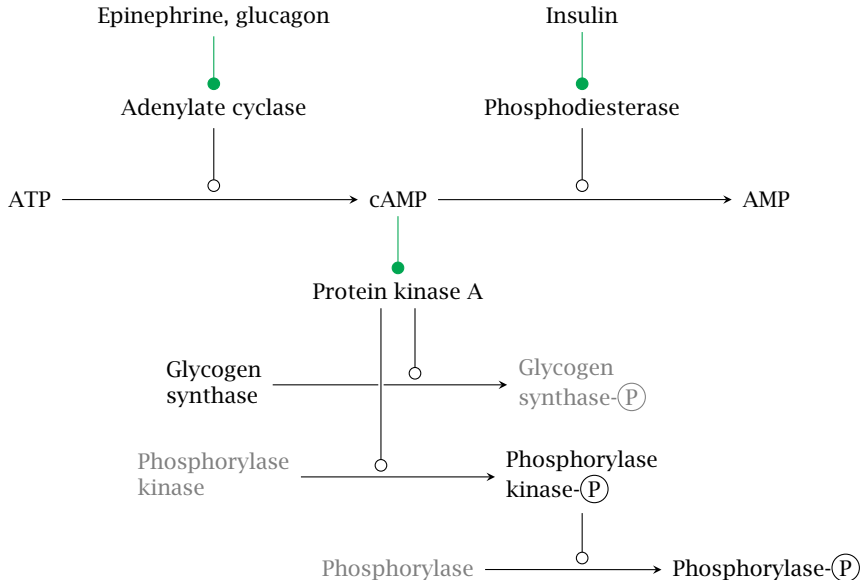 Epinephrine, glucagon
Insulin
Adenylate cyclase
Phosphodiesterase
ATP
cAMP
AMP
Protein kinase A
Glycogen
synthase
Glycogen
synthase-Ⓟ
Phosphorylase
kinase
Phosphorylase
kinase-Ⓟ
Phosphorylase
Phosphorylase-Ⓟ